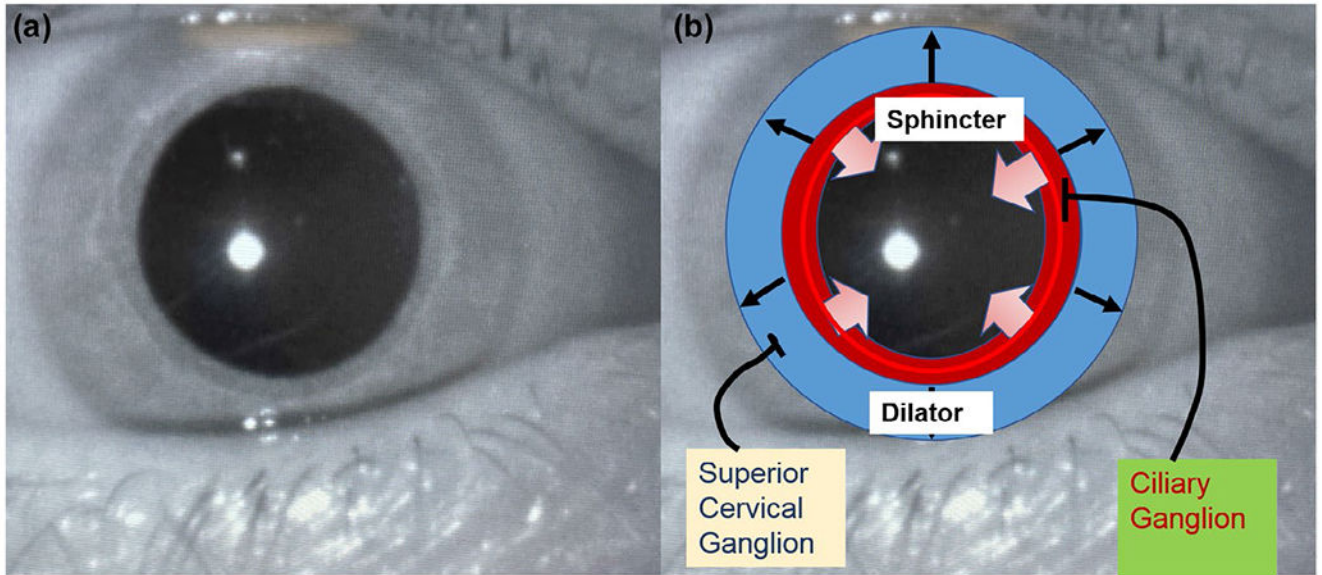 (a)
(b)
Sphincter
Dilator
Superior
Cervical
Ganglion
Ciliary
Ganglion